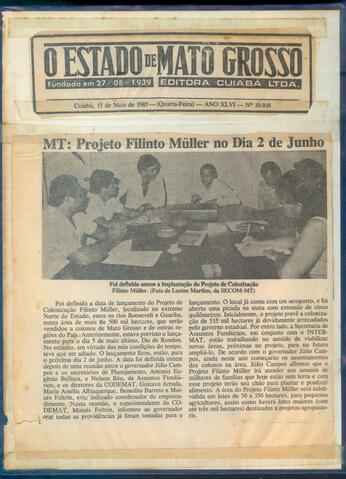 O ESTADO DE MATO GROSSO
Fundado em 27-08-1939 EDITORA CUIABÁ LTDA.
Cuiabá, 15 de Maio de 1985 — (Quarta-Feira) — ANO XLVI — Nº 10.018
MT: Projeto Filinto Müller no Dia 2 de Junho
Foi definida ontem a Implantação do Projeto de Colonização
Filinto Müller. (Foto de Lenine Martins, da SECOM-MT)
Foi definida a data de lançamento do Projeto de
Colonização Filinto Müller, localizado no extremo
Norte do Estado, entre os rios Roosevelt e Guariba,
numa área de mais de 500 mil hectares, que serão
vendidos a colonos de Mato Grosso e de outras regiões
do País. Anteriormente, estava previsto o lançamento
para o dia 5 de maio último, Dia de Rondon.
No entanto, em virtude das más condições do tempo,
teve que ser adiado. O lançamento ficou, então, para
o próximo dia 2 de junho. A data foi definida ontem
depois de uma reunião entre o governador Júlio Campos
e os secretários de Planejamento, Antonio Eugênio
Belluca, e Nelson Réu, de Assuntos Fundiários,
e os diretores da CODEMAT, Gustavo Arruda,
Maria Amélia Albuquerque, Benedito Barreto e Moisés
Feltrin, este indicado coordenador do empreendimento.
Nesta reunião, o superintendente da CODEMAT,
Moisés Feltrin, informou ao governador
que todas as providências já foram tomadas para o
lançamento. O local já conta com um aeroporto, e foi
aberto uma picada na mata com extensão de cinco
quilômetros. Inicialmente, o projeto prevê a colonização
de 515 mil hectares já devidamente arrecadados
pelo governo estadual. Por outro lado, a Secretaria de
Assuntos Fundiários, em conjunto com o INTERMAT,
estão trabalhando no sentido de viabilizar
novas áreas, próximas ao projeto, para no futuro
ampliá-lo. De acordo com o governador Júlio Campos,
ainda neste ano começarão os assentamentos
dos colonos na área. Júlio Campos afirmou que o
Projeto Filinto Müller irá atender aos anseios de
milhares de famílias que hoje estão sem terra e com
esse projeto terão seu chão para plantar e produzir
alimento. A área do Projeto Filinto Müller será subdividida
em lotes de 50 a 350 hectares, para pequenos
agricultores, assim como haverá lotes maiores (com
até três mil hectares) destinados a projetos agropastoris.